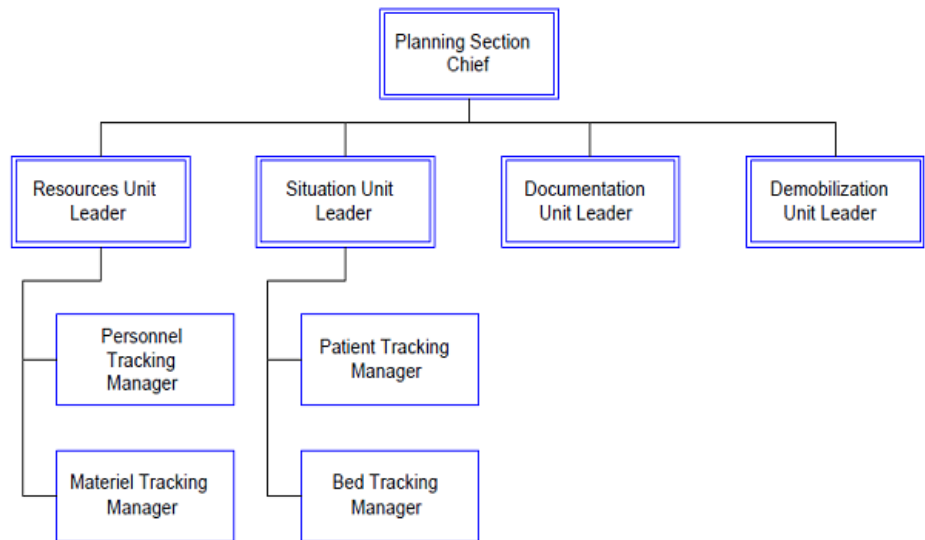 Planning Section
Chief
Resources Unit
Leader
Situation Unit
Leader
Documentation
Unit Leader
Demobilization
Unit Leader
Personnel
Tracking
Manager
Patient Tracking
Manager
Materiel Tracking
Manager
Bed Tracking
Manager